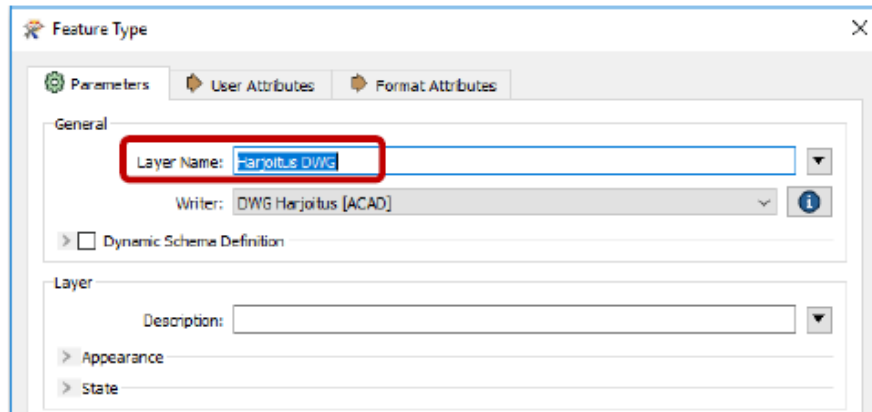 Feature Type
Parameters User Attributes Format Attributes
General
Layer Name: Harjoitus DWG
Writer: DWG Harjoitus [ACAD]
Dynamic Schema Definition
Layer
Description:
Appearance
State